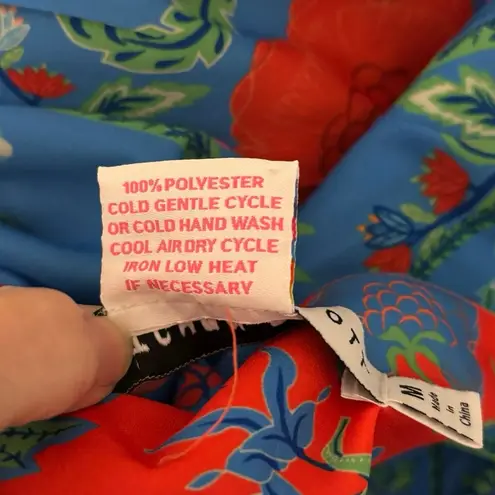 100% POLYESTER
COLD GENTLE CYCLE
OR COLD HAND WASH
COOL AIR DRY CYCLE
IRON LOW HEAT
IF NECESSARY
M
Made
in
China